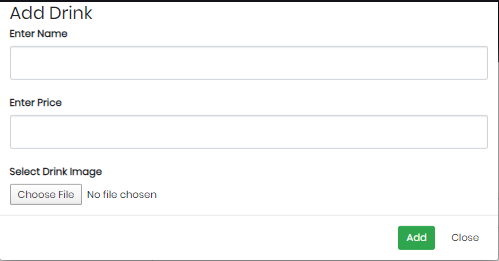 Add Drink
Enter Name
Enter Price
Select Drink Image
Choose File No file chosen
Add Close